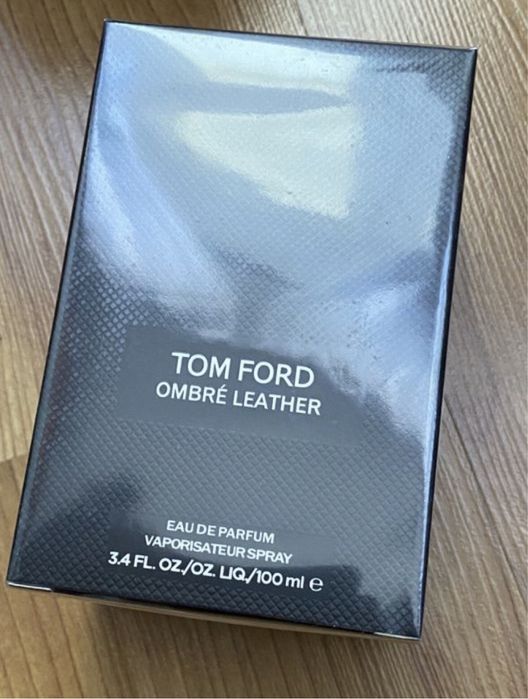 TOM FORD
OMBRÉ LEATHER
EAU DE PARFUM
VAPORISATEUR SPRAY
3.4 FL. OZ./OZ. LIQ./100 ml ℮